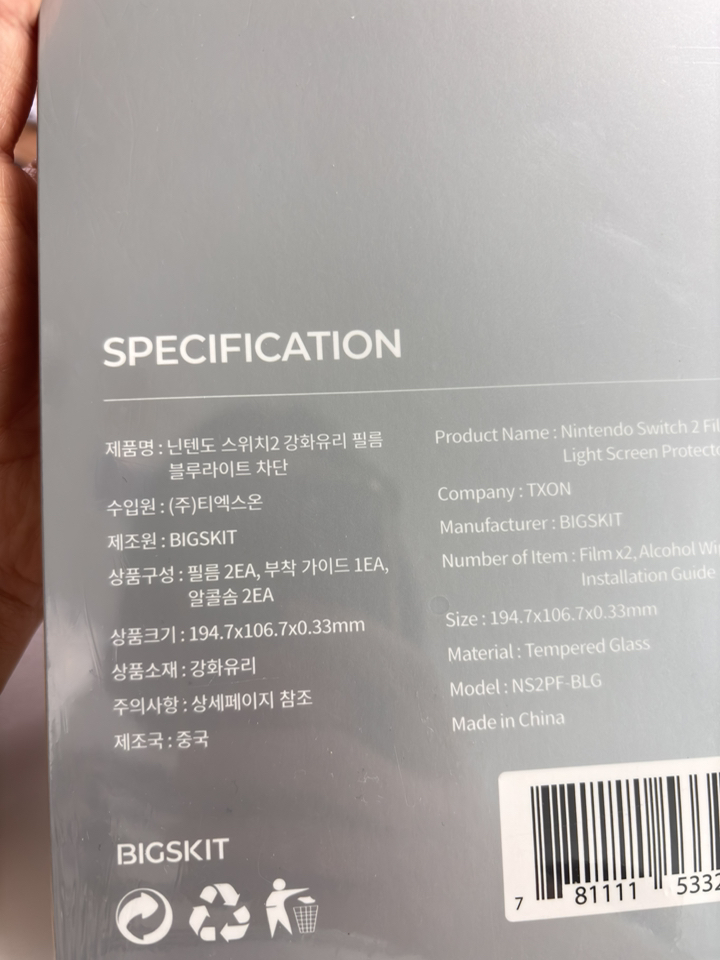 SPECIFICATION
제품명 : 닌텐도 스위치2 강화유리 필름
블루라이트 차단
수입원 : (주)티엑스온
제조원 : BIGSKIT
상품구성 : 필름 2EA, 부착 가이드 1EA,
알콜솜 2EA
상품크기 : 194.7x106.7x0.33mm
상품소재 : 강화유리
주의사항 : 상세페이지 참조
제조국 : 중국
Product Name : Nintendo Switch 2
Light Screen
Company : TXON
Manufacturer : BIGSKIT
Number of Item : Film x2, Alcohol
Installation Guide
Size : 194.7x106.7x0.33mm
Material : Tempered Glass
Model : NS2PF-BLG
Made in China
BIGSKIT
7 81111 5332